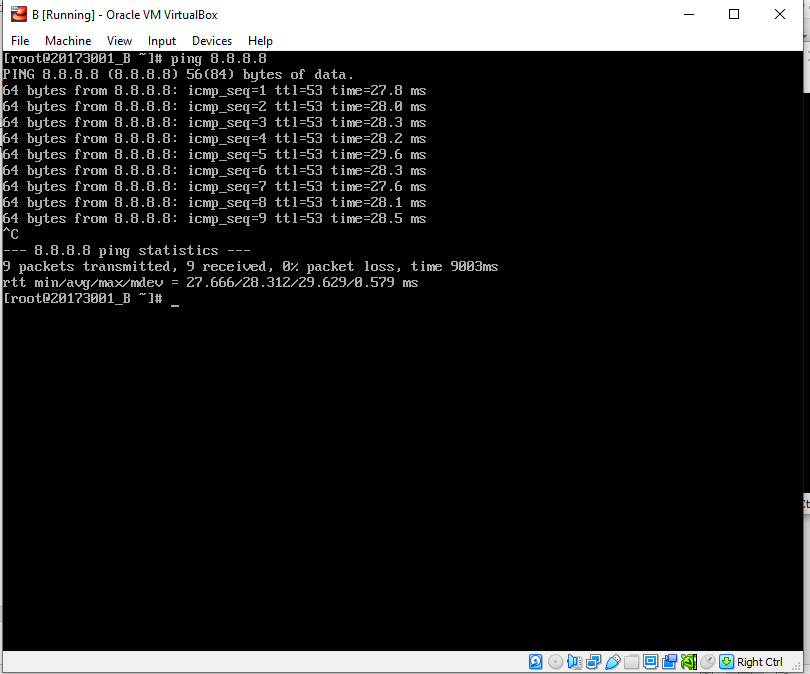 B [Running] - Oracle VM VirtualBox
File Machine View Input Devices Help
[root@20173001_B ~]# ping 8.8.8.8
PING 8.8.8.8 (8.8.8.8) 56(84) bytes of data.
64 bytes from 8.8.8.8: icmp_seq=1 ttl=53 time=27.8 ms
64 bytes from 8.8.8.8: icmp_seq=2 ttl=53 time=28.0 ms
64 bytes from 8.8.8.8: icmp_seq=3 ttl=53 time=28.3 ms
64 bytes from 8.8.8.8: icmp_seq=4 ttl=53 time=28.2 ms
64 bytes from 8.8.8.8: icmp_seq=5 ttl=53 time=29.6 ms
64 bytes from 8.8.8.8: icmp_seq=6 ttl=53 time=28.3 ms
64 bytes from 8.8.8.8: icmp_seq=7 ttl=53 time=27.6 ms
64 bytes from 8.8.8.8: icmp_seq=8 ttl=53 time=28.1 ms
64 bytes from 8.8.8.8: icmp_seq=9 ttl=53 time=28.5 ms
^C
--- 8.8.8.8 ping statistics ---
9 packets transmitted, 9 received, 0% packet loss, time 9003ms
rtt min/avg/max/mdev = 27.666/28.312/29.629/0.579 ms
[root@20173001_B ~]# _
Right Ctrl